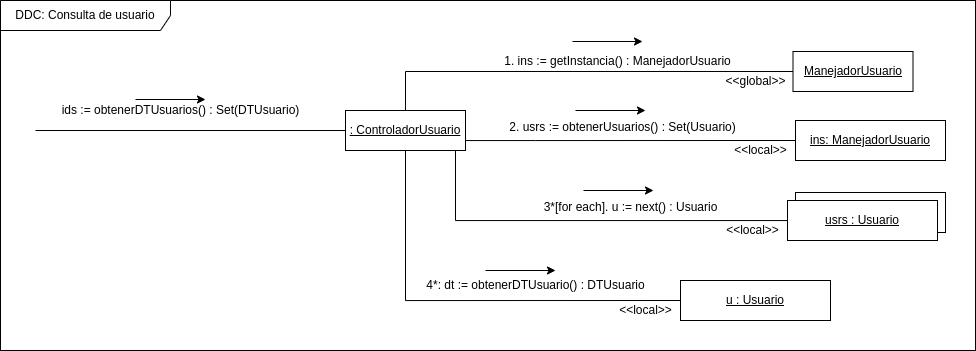 DDC: Consulta de usuario
1. ins := getInstancia() : ManejadorUsuario
ManejadorUsuario
<<global>>
ids := obtenerDTUsuarios() : Set(DTUsuario)
: ControladorUsuario
2. usrs := obtenerUsuarios() : Set(Usuario)
ins: ManejadorUsuario
<<local>>
3*[for each]. u := next() : Usuario
usrs : Usuario
<<local>>
4*: dt := obtenerDTUsuario() : DTUsuario
u : Usuario
<<local>>